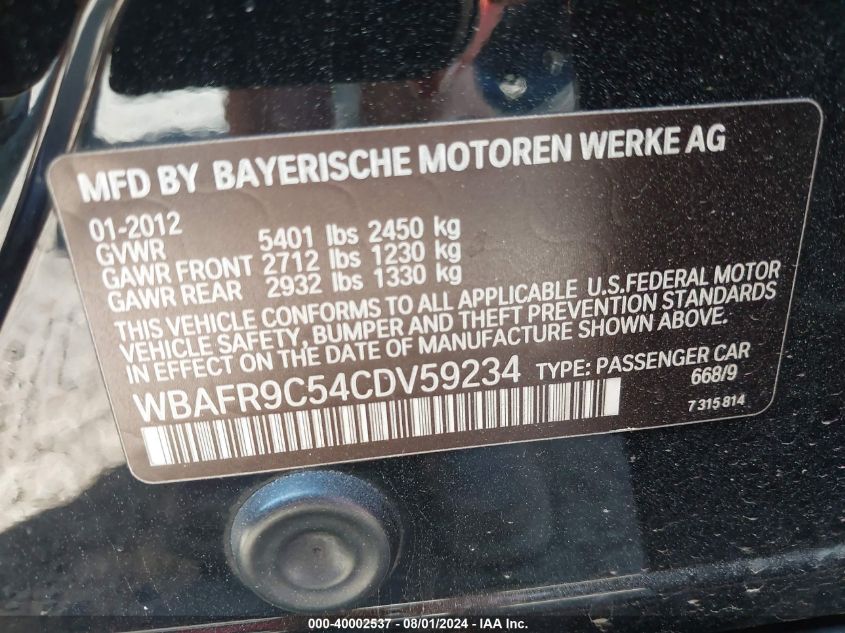 MFD BY BAYERISCHE MOTOREN WERKE AG
01-2012
GVWR 5401 lbs 2450 kg
GAWR FRONT 2712 lbs 1230 kg
GAWR REAR 2932 lbs 1330 kg
THIS VEHICLE CONFORMS TO ALL APPLICABLE U.S.FEDERAL MOTOR
VEHICLE SAFETY, BUMPER AND THEFT PREVENTION STANDARDS
IN EFFECT ON THE DATE OF MANUFACTURE SHOWN ABOVE.
WBAFR9C54CDV59234 TYPE: PASSENGER CAR
668/9
7 315 814
000-40002537 - 08/01/2024 - IAA Inc.